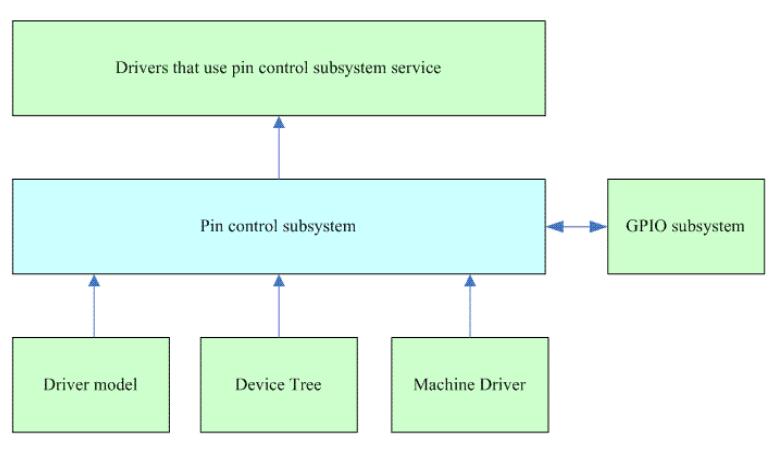 Drivers that use pin control subsystem service
Pin control subsystem
GPIO subsystem
Driver model
Device Tree
Machine Driver